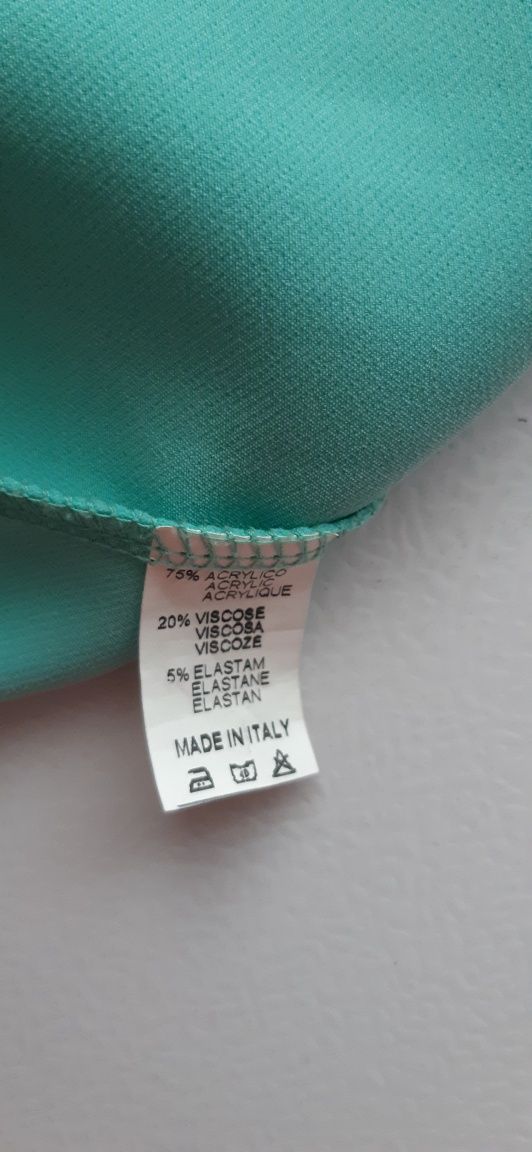 75% ACRYLICO
ACRYLIC
ACRYLIQUE
20% VISCOSE
VISCOSA
VISCOZE
5% ELASTAM
ELASTANE
ELASTAN
MADE IN ITALY